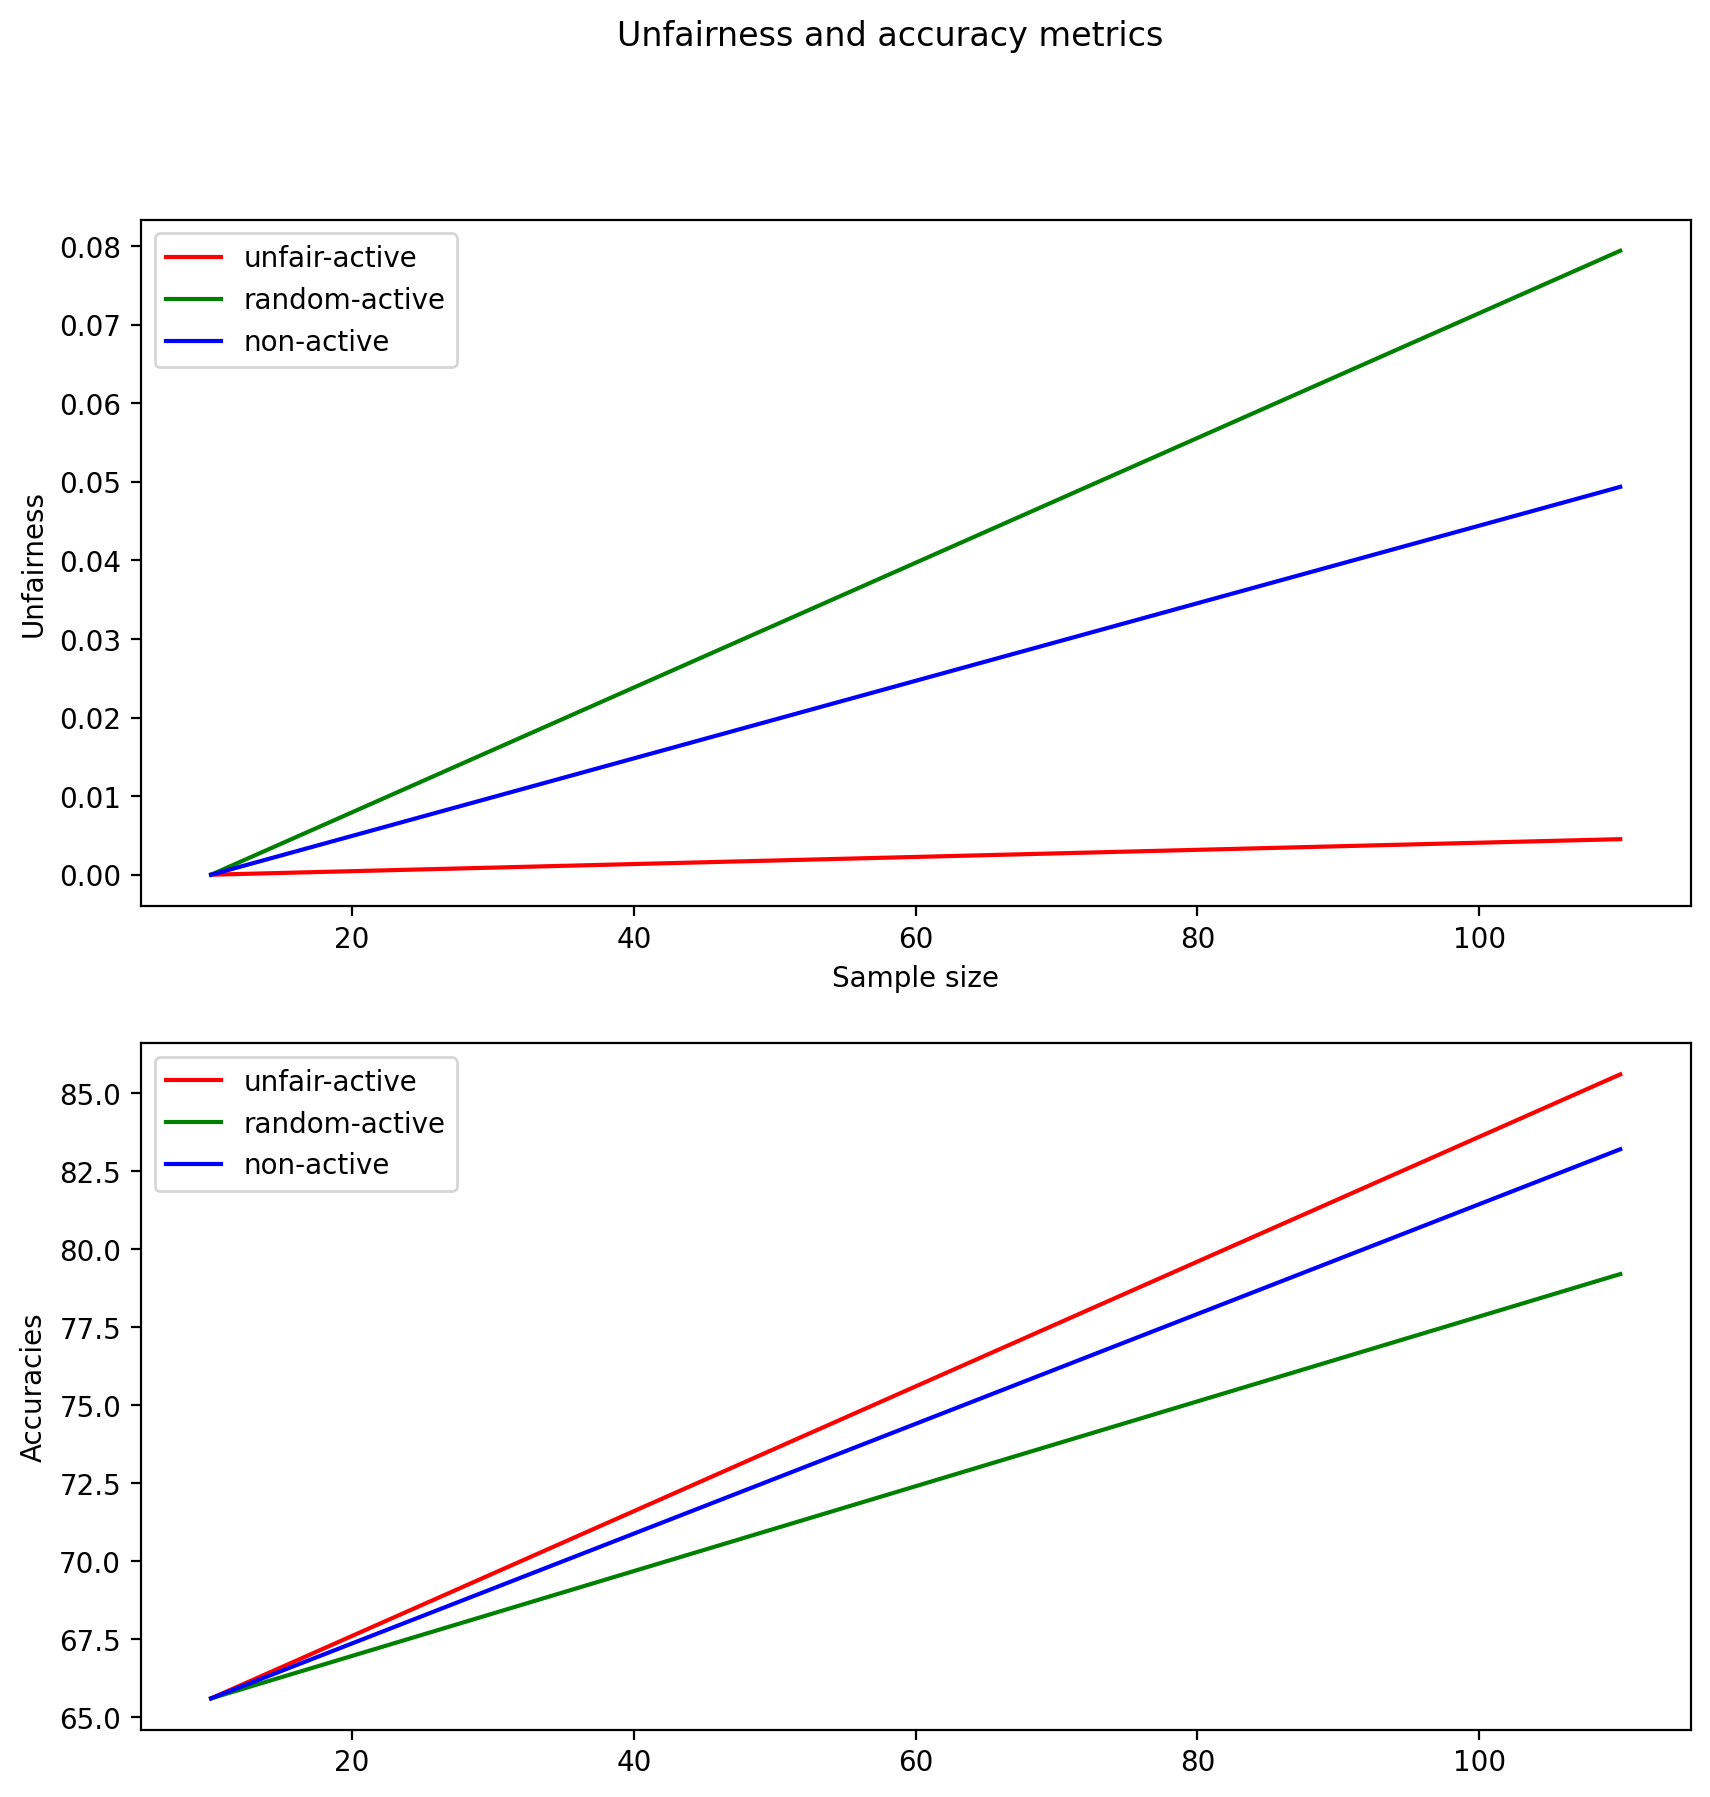 Unfairness and accuracy metrics
unfair-active
random-active
non-active
0.08
0.07
0.06
0.05
0.04
0.03
0.02
0.01
0.00
Unfairness
20 40 60 80 100
Sample size
unfair-active
random-active
non-active
85.0
82.5
80.0
77.5
75.0
72.5
70.0
67.5
65.0
Accuracies
20 40 60 80 100